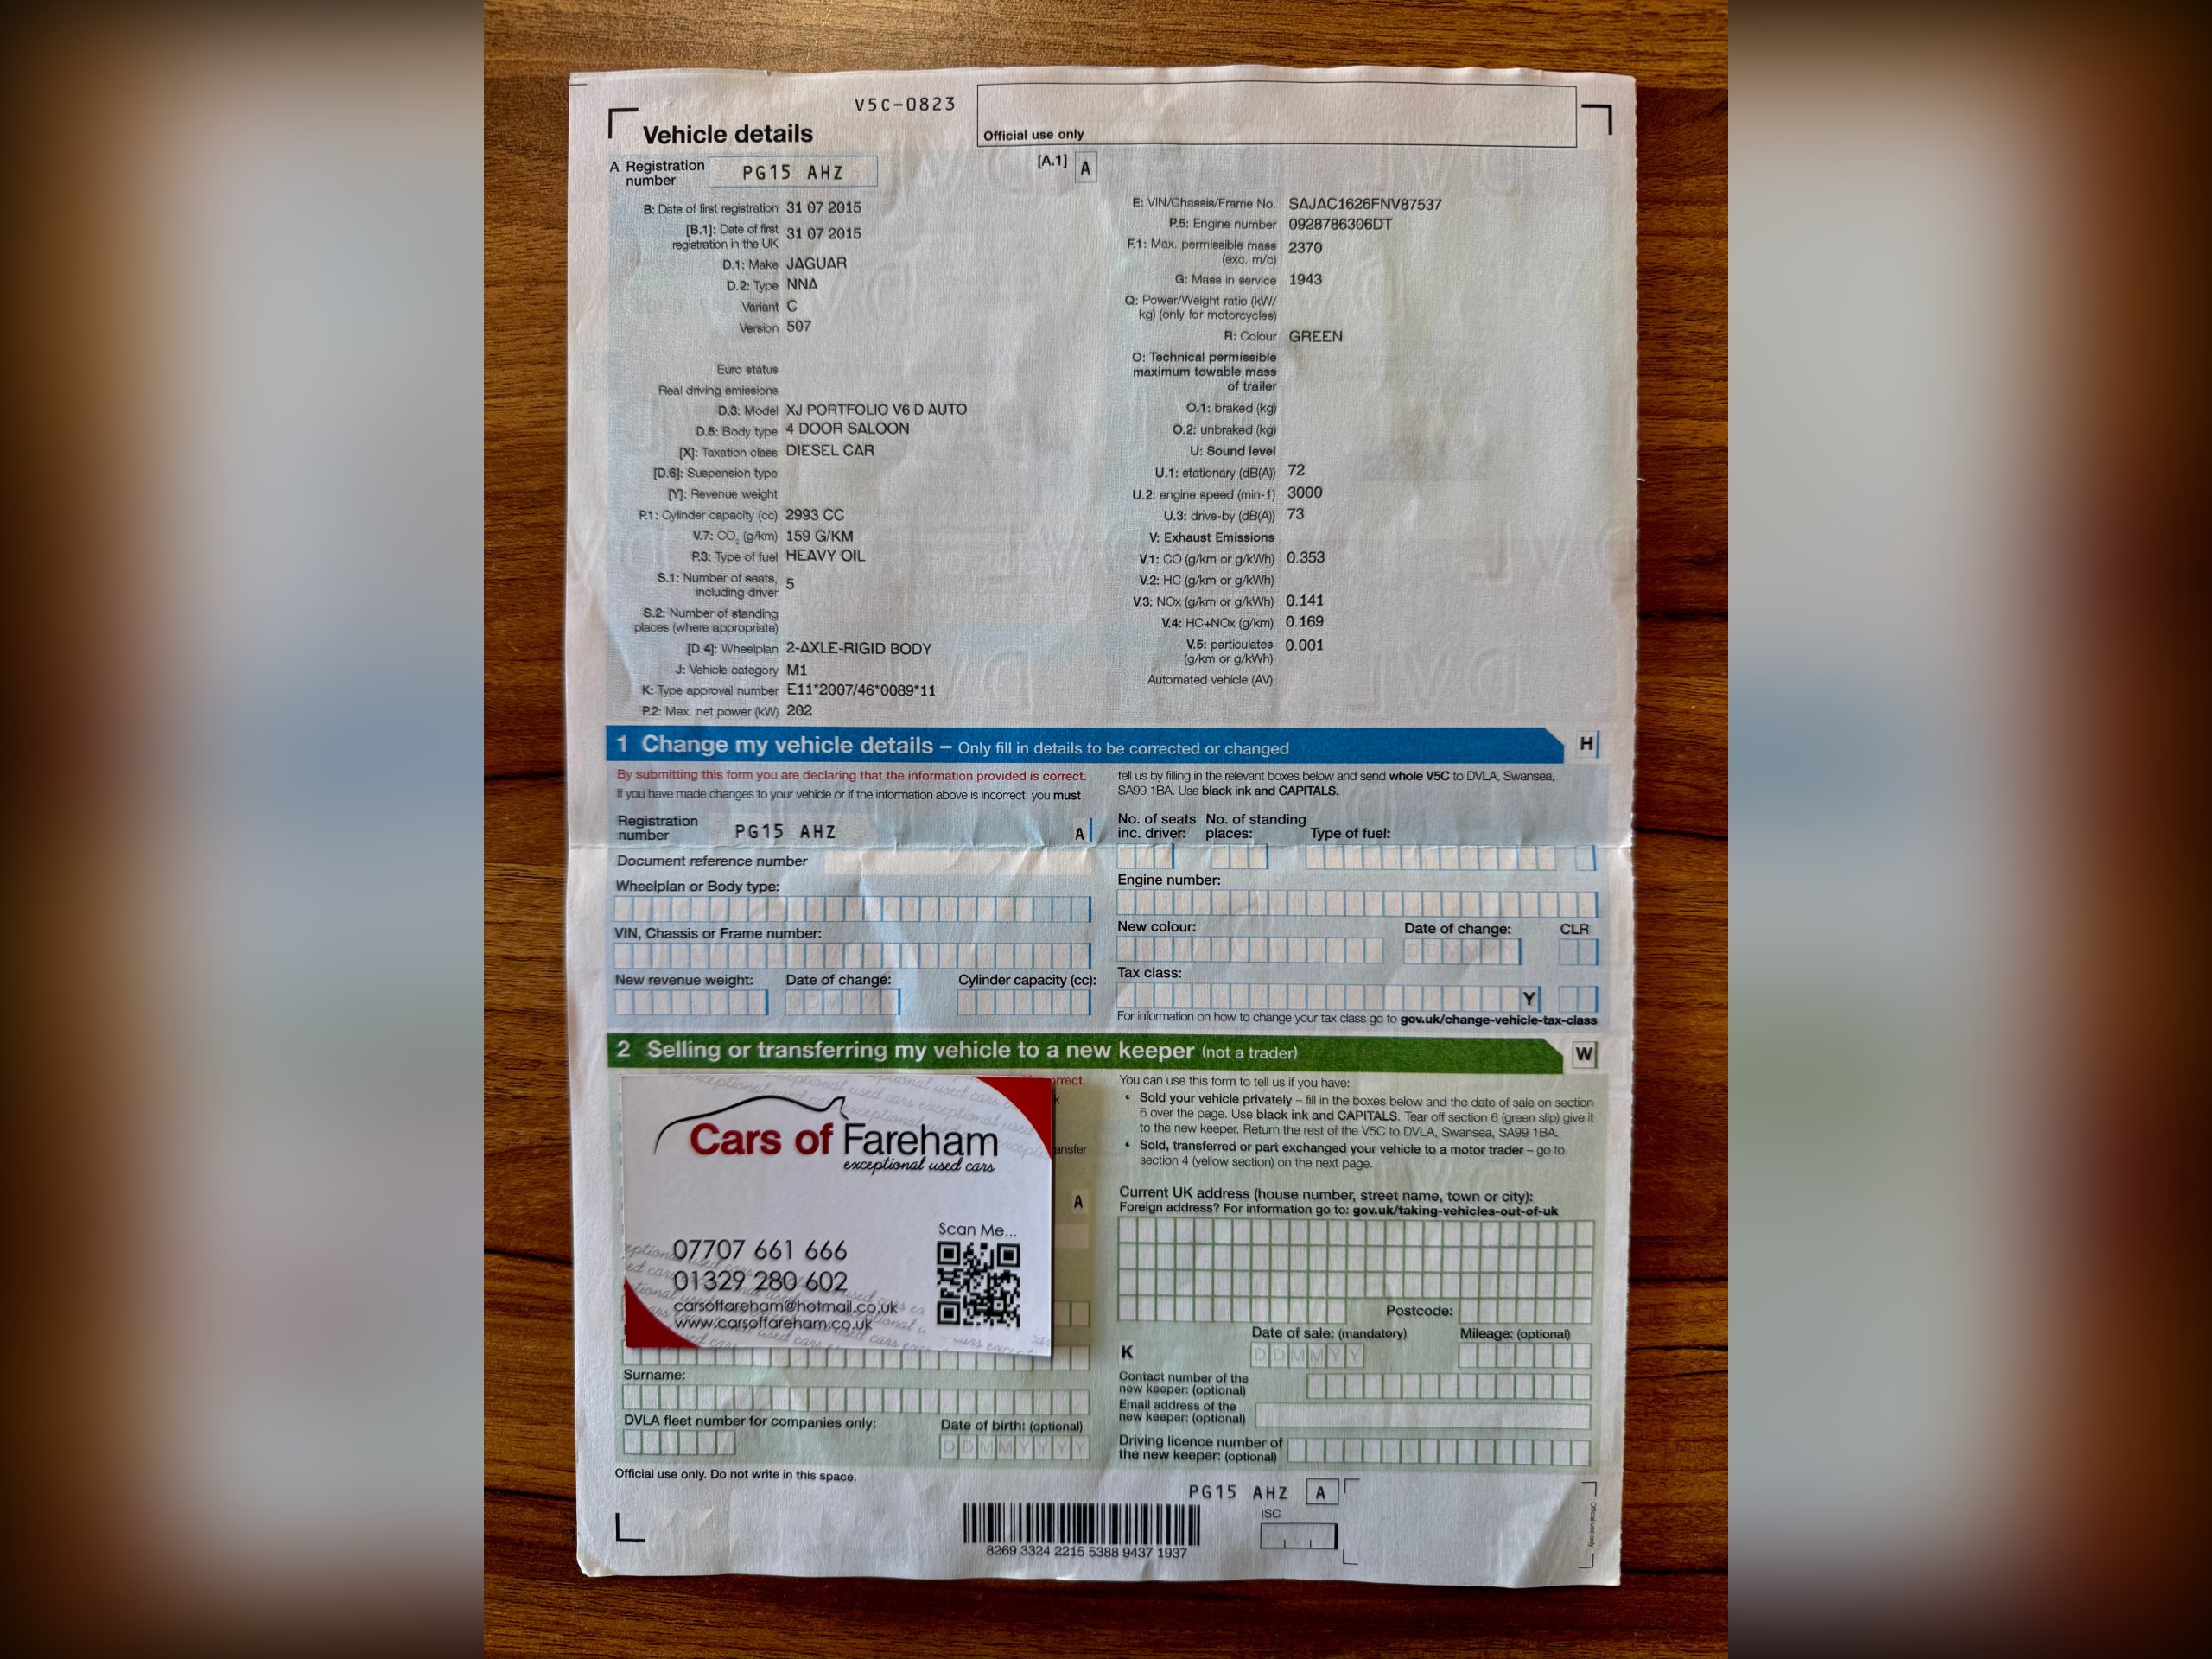 V5C-0823
Vehicle details
Official use only
A Registration number PG15 AHZ
[A.1] A
B: Date of first registration 31 07 2015
[B.1]: Date of first registration in the UK 31 07 2015
D.1: Make JAGUAR
D.2: Type NNA
Variant C
Version 507
Euro status
Real driving emissions
D.3: Model XJ PORTFOLIO V6 D AUTO
D.5: Body type 4 DOOR SALOON
[X]: Taxation class DIESEL CAR
[D.6]: Suspension type
[Y]: Revenue weight
P.1: Cylinder capacity (cc) 2993 CC
V.7: CO2 (g/km) 159 G/KM
P.3: Type of fuel HEAVY OIL
S.1: Number of seats, including driver 5
S.2: Number of standing places (where appropriate)
[D.4]: Wheelplan 2-AXLE-RIGID BODY
J: Vehicle category M1
K: Type approval number E11*2007/46*0089*11
P.2: Max. net power (kW) 202
E: VIN/Chassis/Frame No. SAJAC1626FNV87537
P.5: Engine number 0928786306DT
F.1: Max. permissible mass (exc. m/c) 2370
G: Mass in service 1943
Q: Power/Weight ratio (kW/kg) (only for motorcycles)
R: Colour GREEN
O: Technical permissible maximum towable mass of trailer
O.1: braked (kg)
O.2: unbraked (kg)
U: Sound level
U.1: stationary (dB(A)) 72
U.2: engine speed (min-1) 3000
U.3: drive-by (dB(A)) 73
V: Exhaust Emissions
V.1: CO (g/km or g/kWh) 0.353
V.2: HC (g/km or g/kWh)
V.3: NOx (g/km or g/kWh) 0.141
V.4: HC+NOx (g/km) 0.169
V.5: particulates (g/km or g/kWh) 0.001
Automated vehicle (AV)
1 Change my vehicle details – Only fill in details to be corrected or changed
H
By submitting this form you are declaring that the information provided is correct.
If you have made changes to your vehicle or if the information above is incorrect, you must
tell us by filling in the relevant boxes below and send whole V5C to DVLA, Swansea,
SA99 1BA. Use black ink and CAPITALS.
Registration number PG15 AHZ A
Document reference number
Wheelplan or Body type:
VIN, Chassis or Frame number:
New revenue weight: Date of change: Cylinder capacity (cc):
No. of seats inc. driver: No. of standing places: Type of fuel:
Engine number:
New colour: Date of change: CLR
DDMMYY
Tax class:
Y
For information on how to change your tax class go to gov.uk/change-vehicle-tax-class
2 Selling or transferring my vehicle to a new keeper (not a trader)
W
rrect.
k
ansfer
A
Cars of Fareham
exceptional used cars
Scan Me...
07707 661 666
01329 280 602
carsoffareham@hotmail.co.uk
www.carsoffareham.co.uk
Surname:
DVLA fleet number for companies only: Date of birth: (optional)
DDMMYYYY
You can use this form to tell us if you have:
• Sold your vehicle privately – fill in the boxes below and the date of sale on section
6 over the page. Use black ink and CAPITALS. Tear off section 6 (green slip) give it
to the new keeper. Return the rest of the V5C to DVLA, Swansea, SA99 1BA.
• Sold, transferred or part exchanged your vehicle to a motor trader – go to
section 4 (yellow section) on the next page.
Current UK address (house number, street name, town or city):
Foreign address? For information go to: gov.uk/taking-vehicles-out-of-uk
Postcode:
Date of sale: (mandatory) Mileage: (optional)
K DDMMYY
Contact number of the new keeper: (optional)
Email address of the new keeper: (optional)
Driving licence number of the new keeper: (optional)
Official use only. Do not write in this space.
PG15 AHZ A
ISC
8269 3324 2215 5388 9437 1937
Official use only